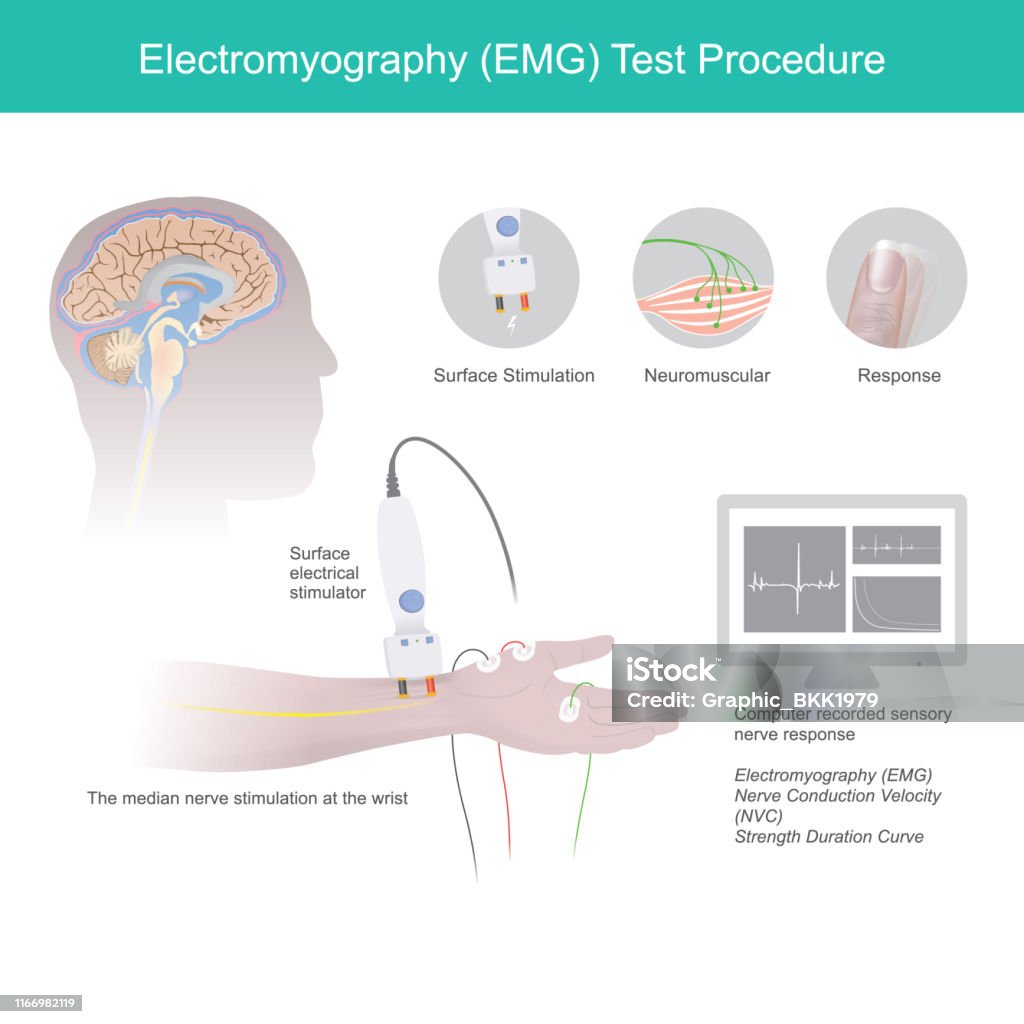 Electromyography (EMG) Test Procedure
Surface Stimulation
Neuromuscular
Response
Surface
electrical
stimulator
iStock™
Credit: Graphic_BKK1979
Computer recorded sensory
nerve response
The median nerve stimulation at the wrist
Electromyography (EMG)
Nerve Conduction Velocity
(NVC)
Strength Duration Curve
1166982119